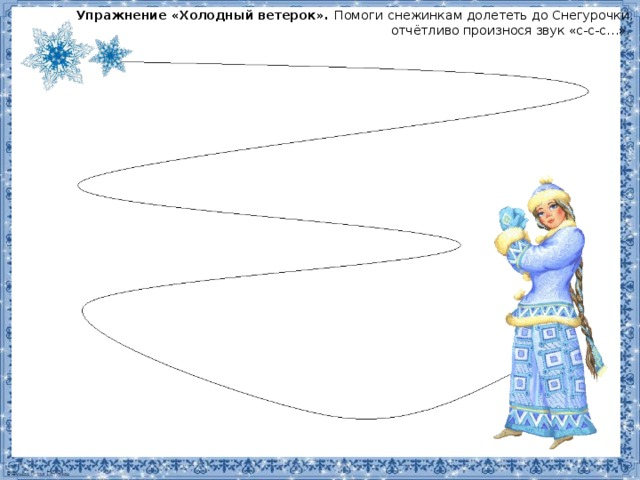 Упражнение «Холодный ветерок». Помоги снежинкам долететь до Снегурочки,
отчётливо произнося звук «с-с-с…».